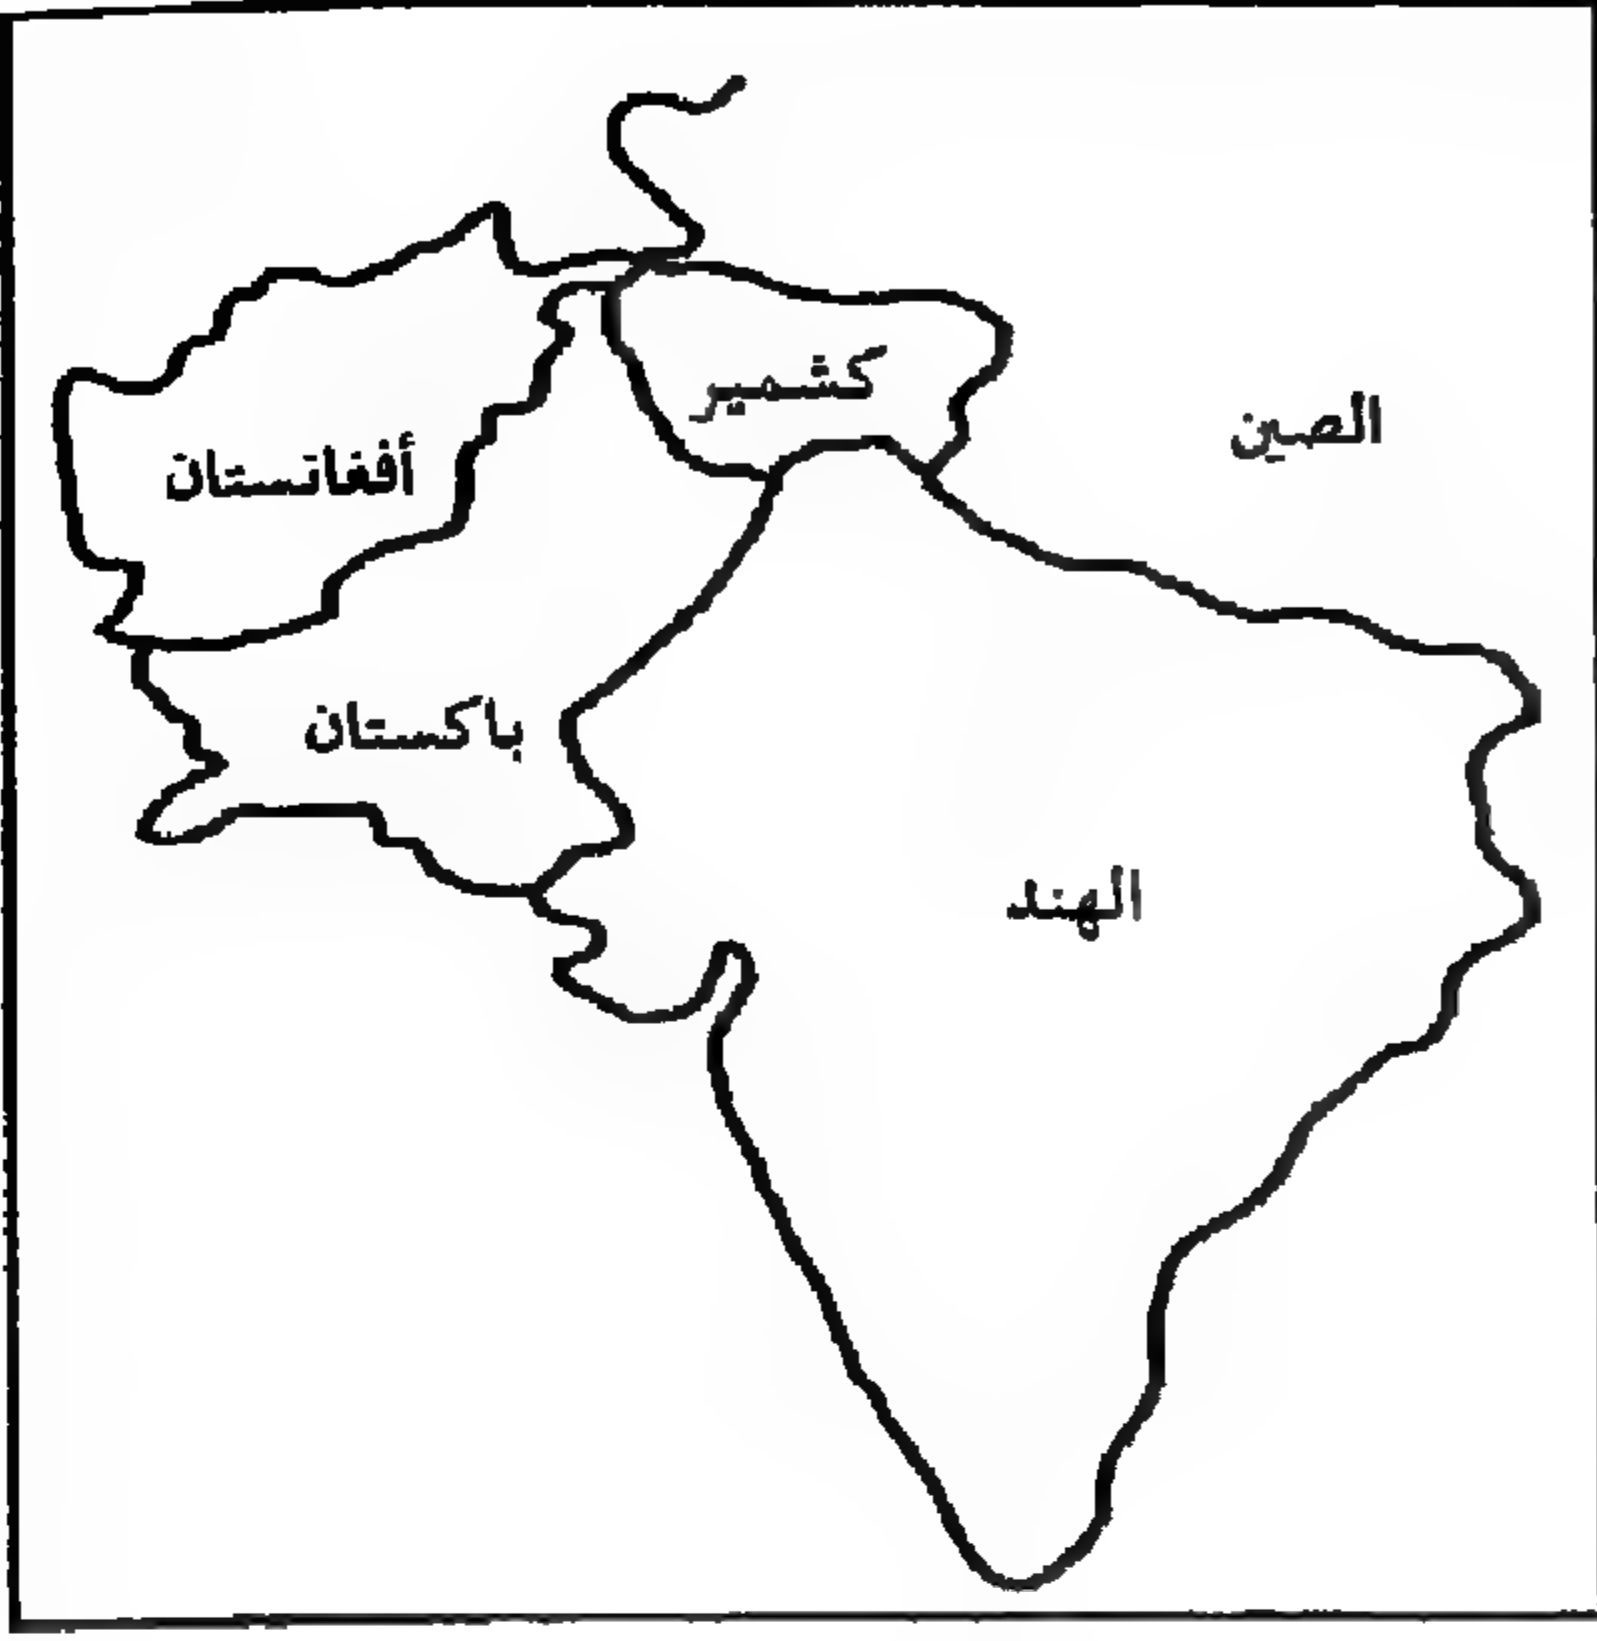 كشمير
الصين
أفغانستان
باكستان
الهند